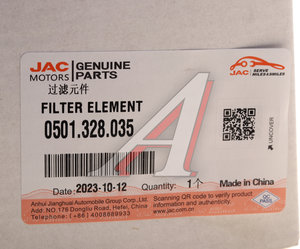 JAC MOTORS GENUINE PARTS
JAC SERVE MILES & SMILES
过滤元件
FILTER ELEMENT
0501.328.035
UNCOVER
Date: 2023-10-12 Quantity: 1个 Made in China
Anhui Jianghuai Automobile Group Corp., Ltd.
Add: NO.176 Dongliu Road, Hefei, China
Telephone: (+86) 4008889933
Scanning QR code to verify product
information and authenticity.
www.jac.com.cn
QC PASS